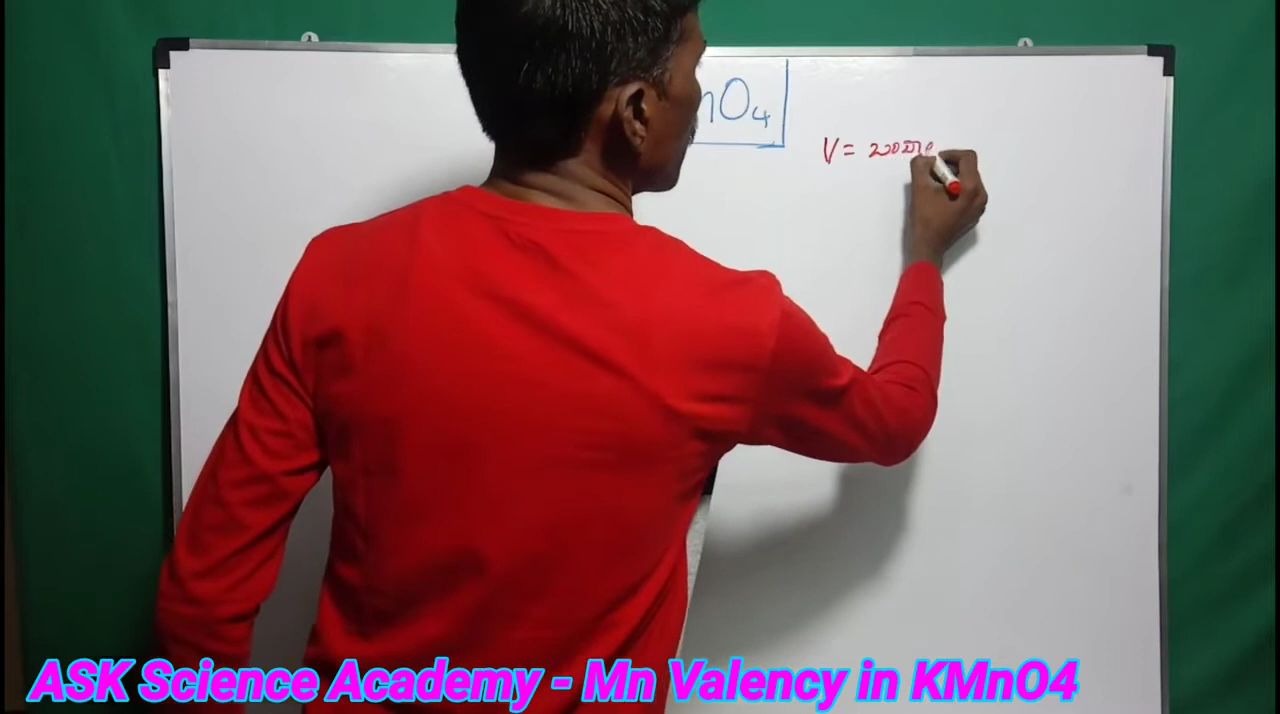 nO₄
V =
ASK Science Academy - Mn Valency in KMnO4